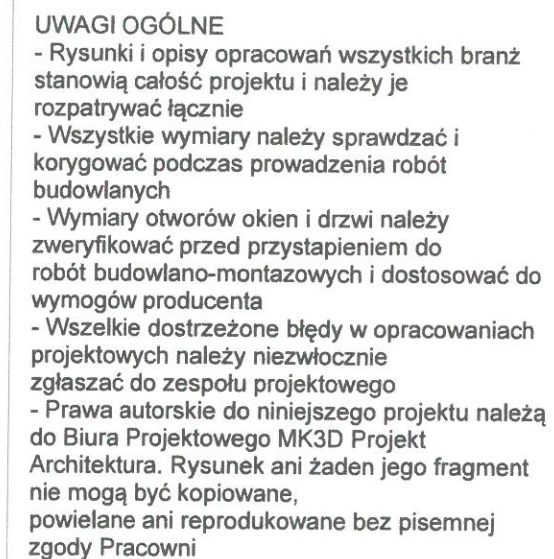 UWAGI OGÓLNE
- Rysunki i opisy opracowań wszystkich branż
stanowią całość projektu i należy je
rozpatrywać łącznie
- Wszystkie wymiary należy sprawdzać i
korygować podczas prowadzenia robót
budowlanych
- Wymiary otworów okien i drzwi należy
zweryfikować przed przystapieniem do
robót budowlano-montazowych i dostosować do
wymogów producenta
- Wszelkie dostrzeżone błędy w opracowaniach
projektowych należy niezwłocznie
zgłaszać do zespołu projektowego
- Prawa autorskie do niniejszego projektu należą
do Biura Projektowego MK3D Projekt
Architektura. Rysunek ani żaden jego fragment
nie mogą być kopiowane,
powielane ani reprodukowane bez pisemnej
zgody Pracowni